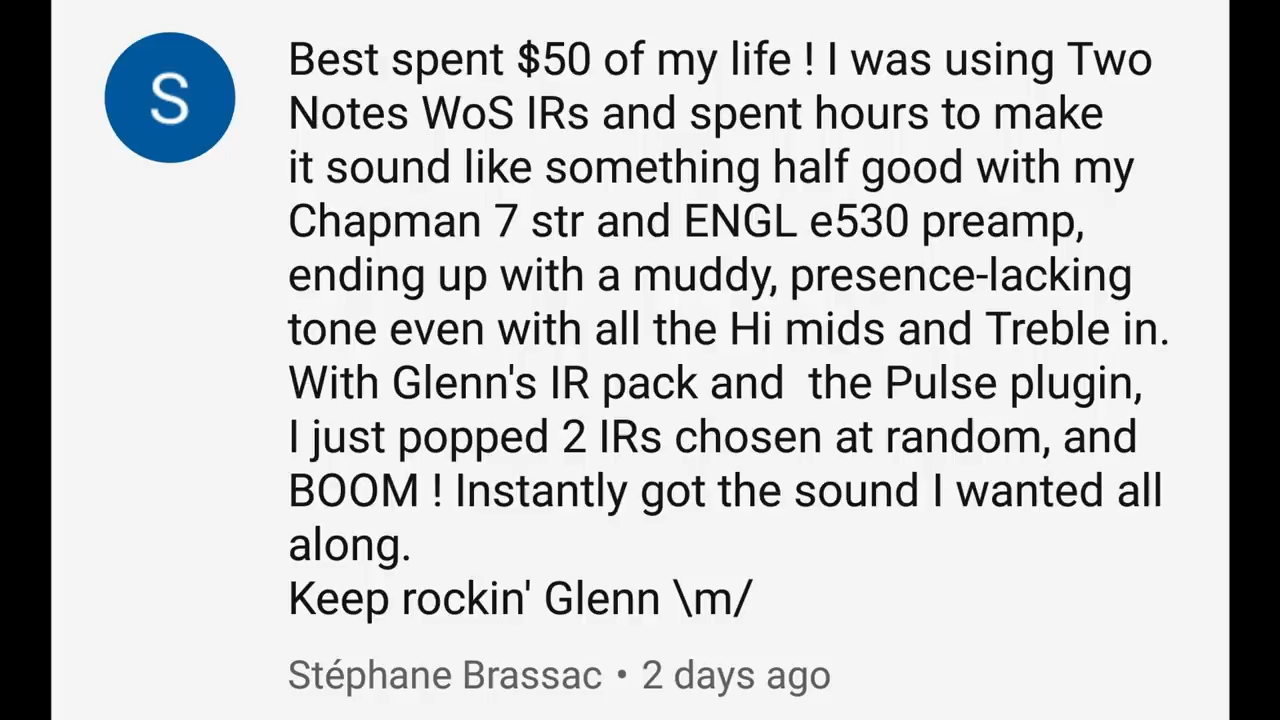 S
Best spent $50 of my life ! I was using Two
Notes WoS IRs and spent hours to make
it sound like something half good with my
Chapman 7 str and ENGL e530 preamp,
ending up with a muddy, presence-lacking
tone even with all the Hi mids and Treble in.
With Glenn's IR pack and  the Pulse plugin,
I just popped 2 IRs chosen at random, and
BOOM ! Instantly got the sound I wanted all
along.
Keep rockin' Glenn \m/
Stéphane Brassac • 2 days ago